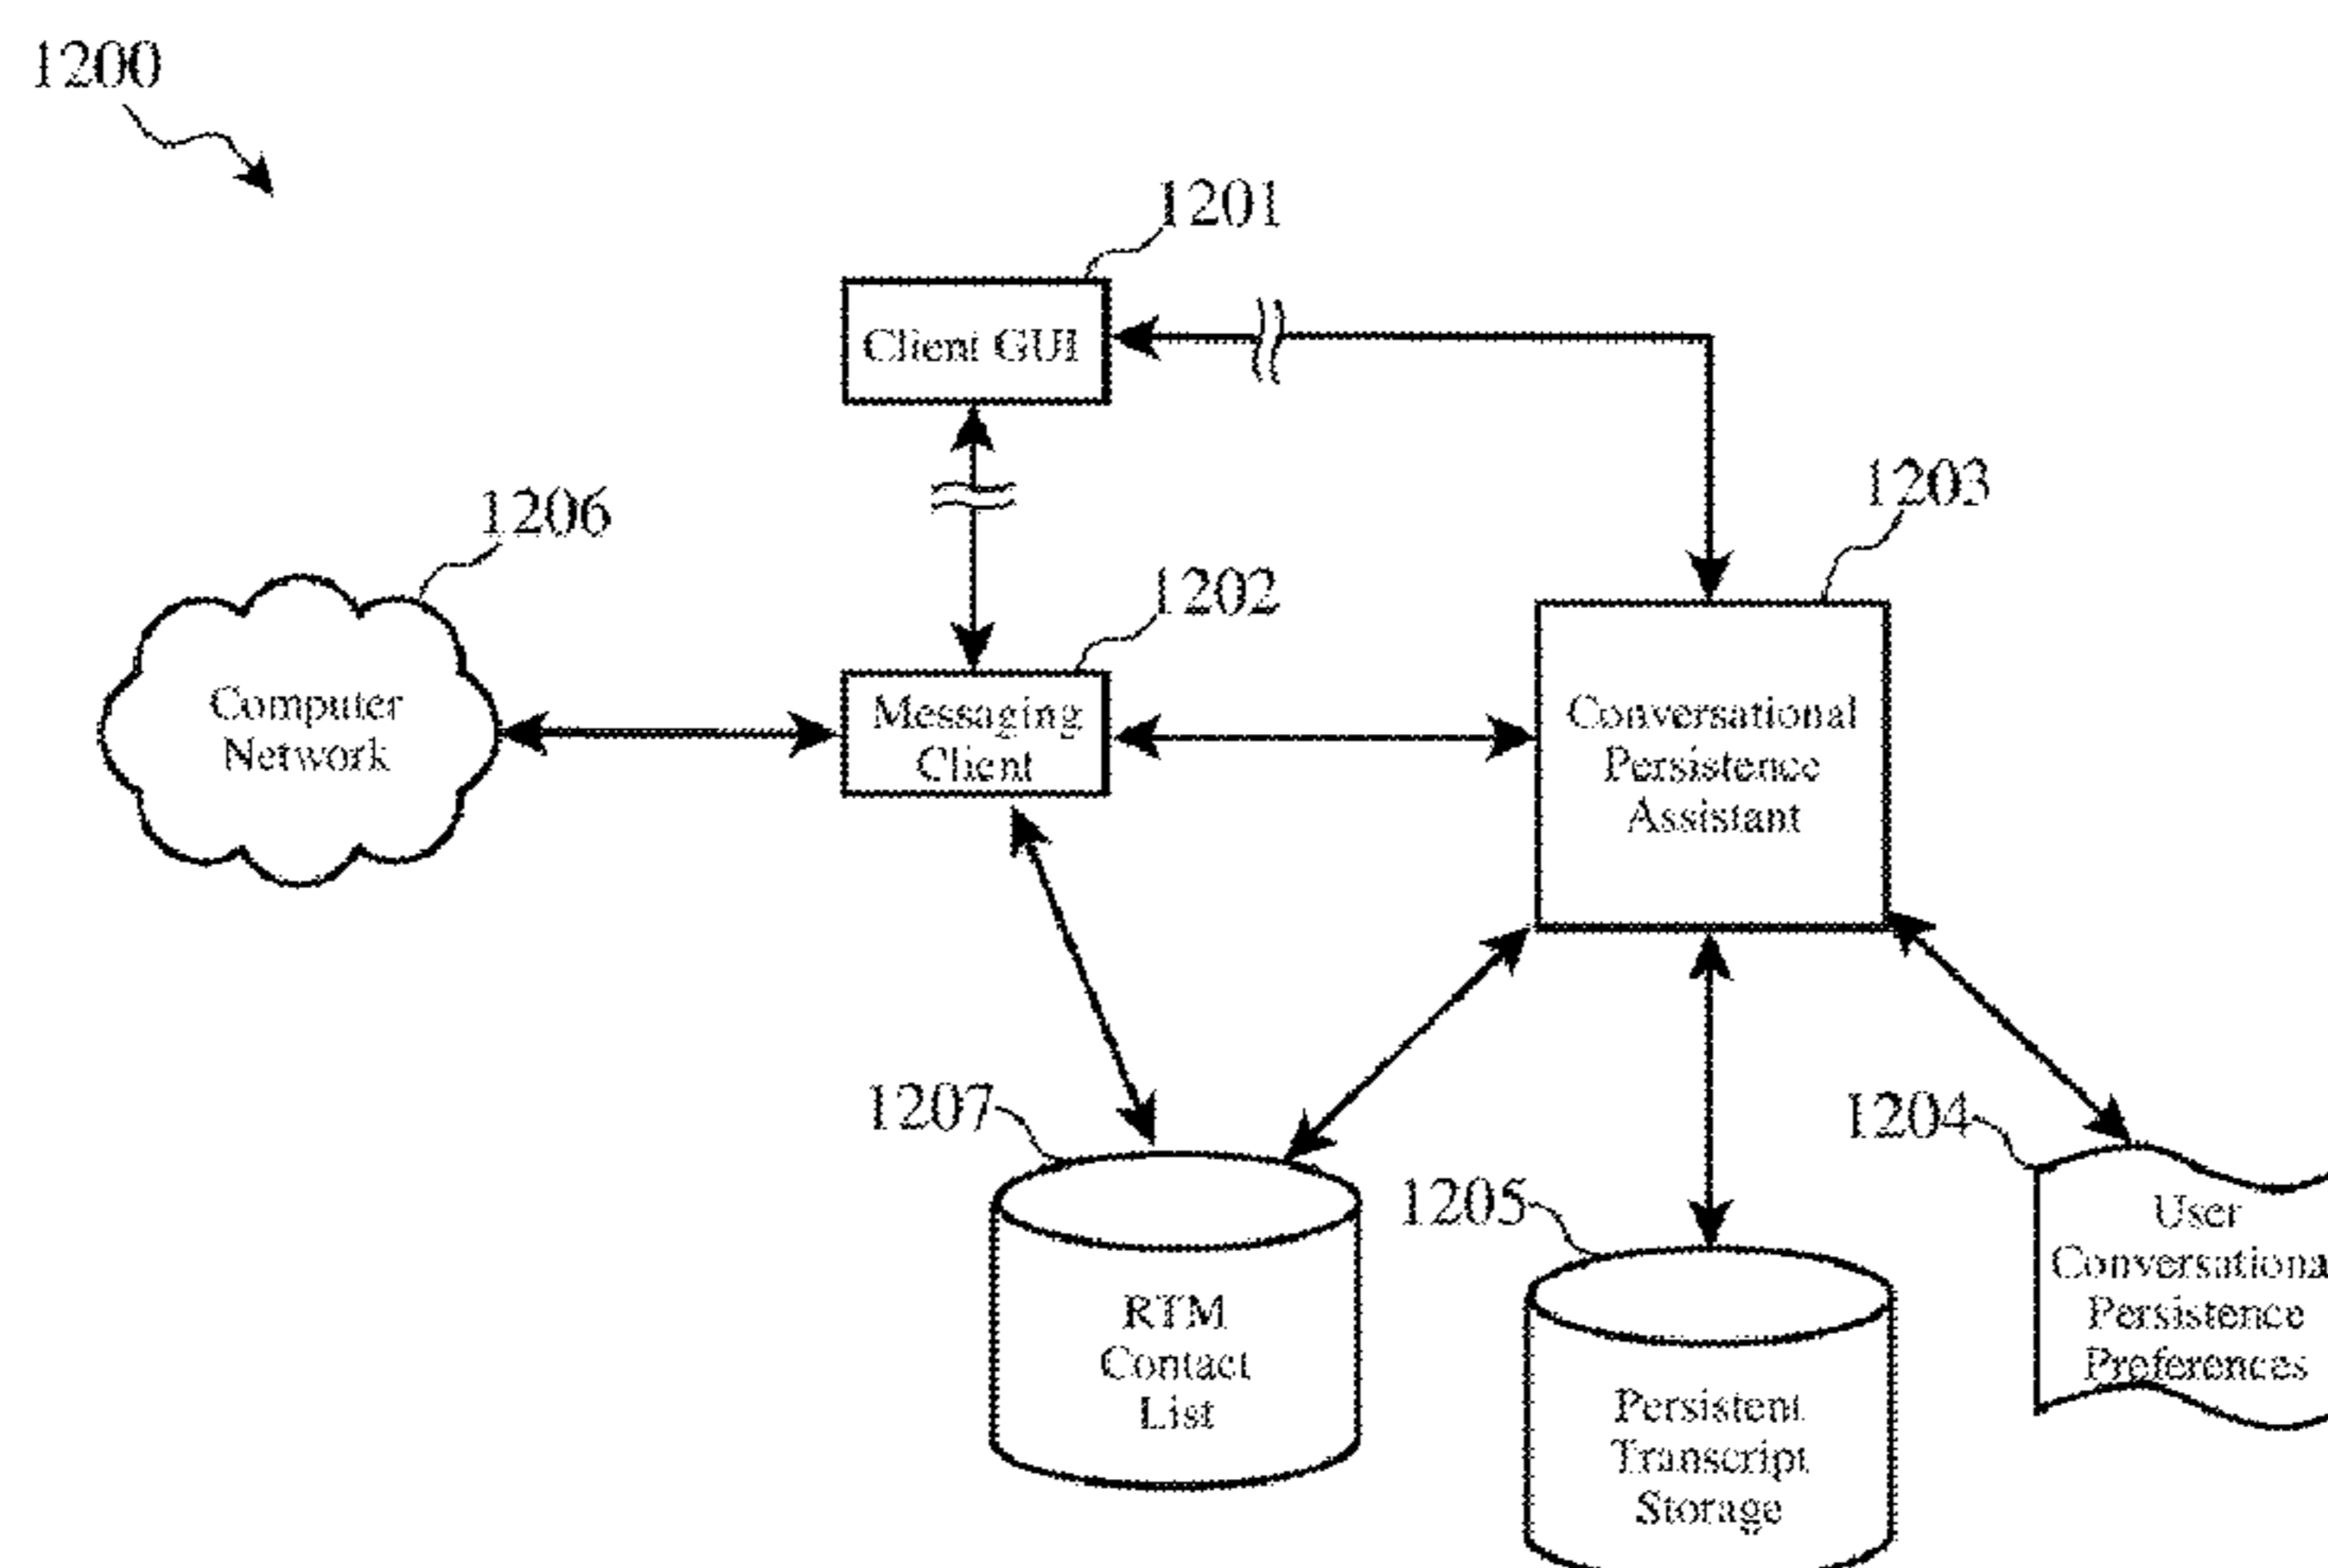 1200
1201
Client GUI
1203
1206
1202
Computer
Network
Messaging
Client
Conversational
Persistence
Assistant
1207
1204
1205
User
Conversationa
Persistence
Preferences
RTM
Contact
List
Persistent
Transcript
Storage